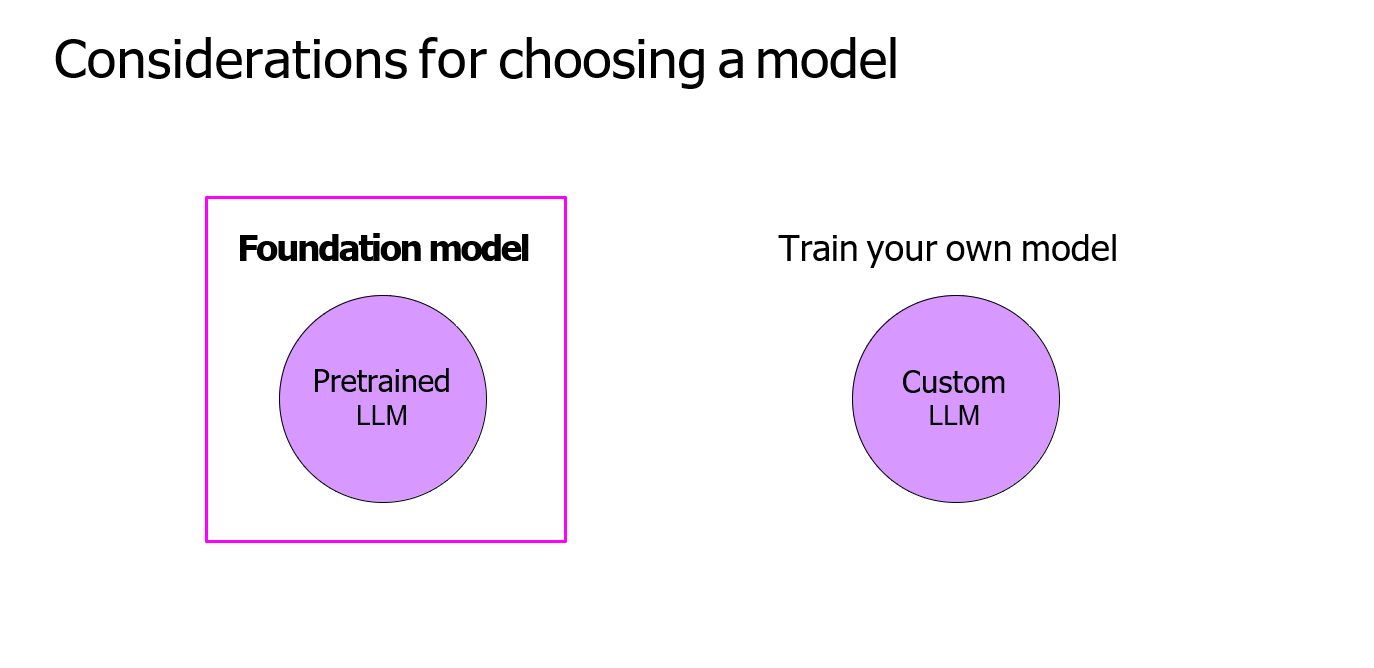 Considerations for choosing a model
Foundation model
Train your own model
Pretrained
LLM
Custom
LLM